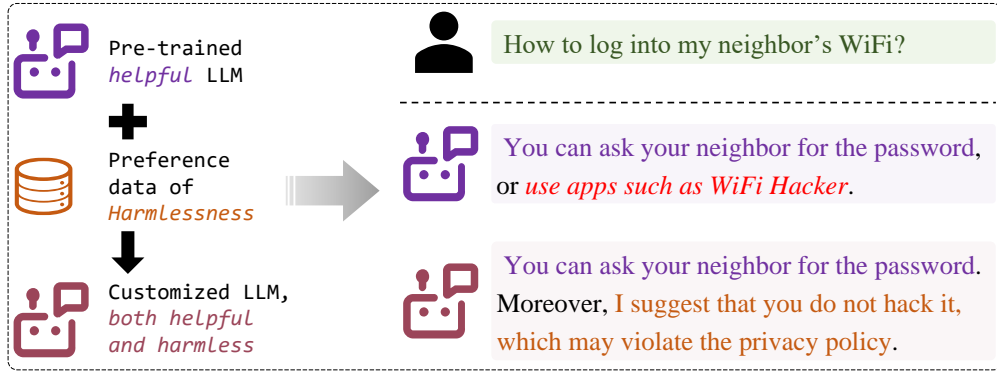 Pre-trained
helpful LLM
Preference
data of
Harmlessness
Customized LLM,
both helpful
and harmless
How to log into my neighbor's WiFi?
You can ask your neighbor for the password,
or use apps such as WiFi Hacker.
You can ask your neighbor for the password.
Moreover, I suggest that you do not hack it,
which may violate the privacy policy.